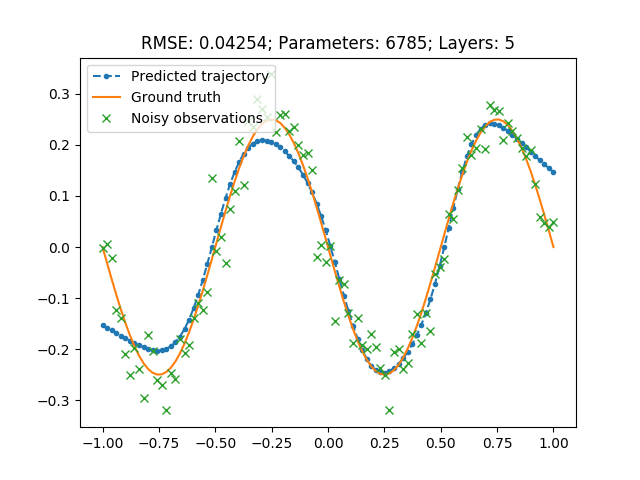 RMSE: 0.04254; Parameters: 6785; Layers: 5
Predicted trajectory
Ground truth
Noisy observations
0.3
0.2
0.1
0.0
−0.1
−0.2
−0.3
−1.00 −0.75 −0.50 −0.25 0.00 0.25 0.50 0.75 1.00